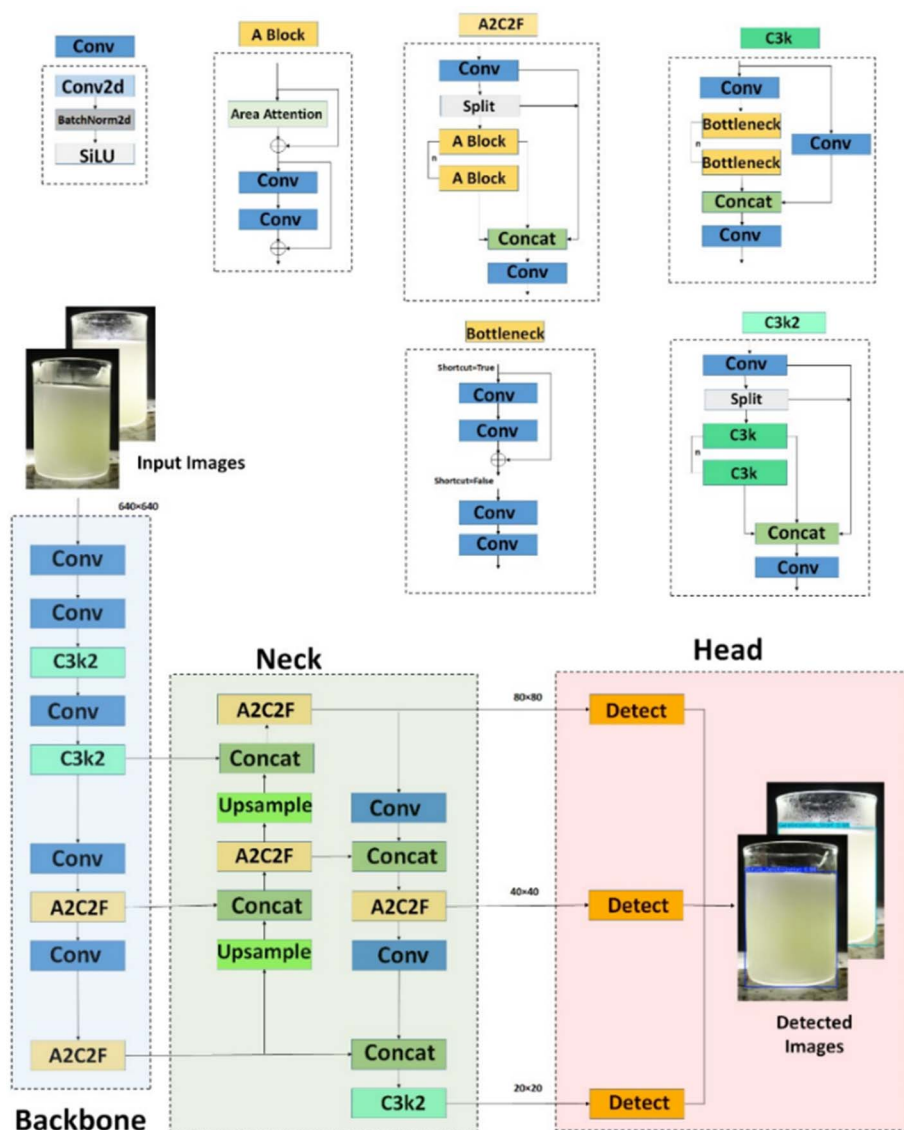 Conv
Conv2d
BatchNorm2d
SiLU
A Block
Area Attention
Conv
Conv
A2C2F
Conv
Split
A Block
n
A Block
Concat
Conv
C3k
Conv
Bottleneck
n
Bottleneck
Conv
Concat
Conv
Bottleneck
Shortcut=True
Conv
Conv
Shortcut=False
Conv
Conv
C3k2
Conv
Split
C3k
n
C3k
Concat
Conv
Input Images
640×640
Conv
Conv
C3k2
Conv
C3k2
Conv
A2C2F
Conv
A2C2F
Backbone
Neck
A2C2F
Concat
Upsample
A2C2F
Concat
Upsample
Conv
Concat
A2C2F
Conv
Concat
C3k2
80×80
40×40
20×20
Head
Detect
Detect
Detect
Detected
Images